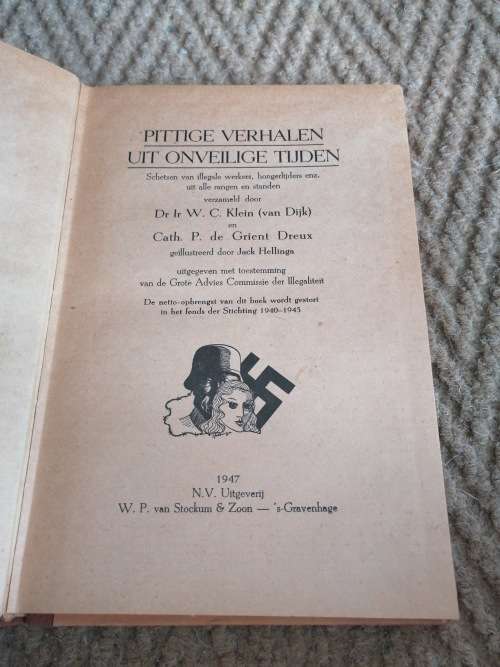 PITTIGE VERHALEN
UIT ONVEILIGE TIJDEN
Schetsen van illegale werkers, hongerlijders enz.
uit alle rangen en standen
verzameld door
Dr Ir W. C. Klein (van Dijk)
en
Cath. P. de Grient Dreux
geïllustreerd door Jack Hellinga
uitgegeven met toestemming
van de Grote Advies Commissie der Illegaliteit
De netto-opbrengst van dit boek wordt gestort
in het fonds der Stichting 1940-1945
1947
N.V. Uitgeverij
W. P. van Stockum & Zoon — 's-Gravenhage